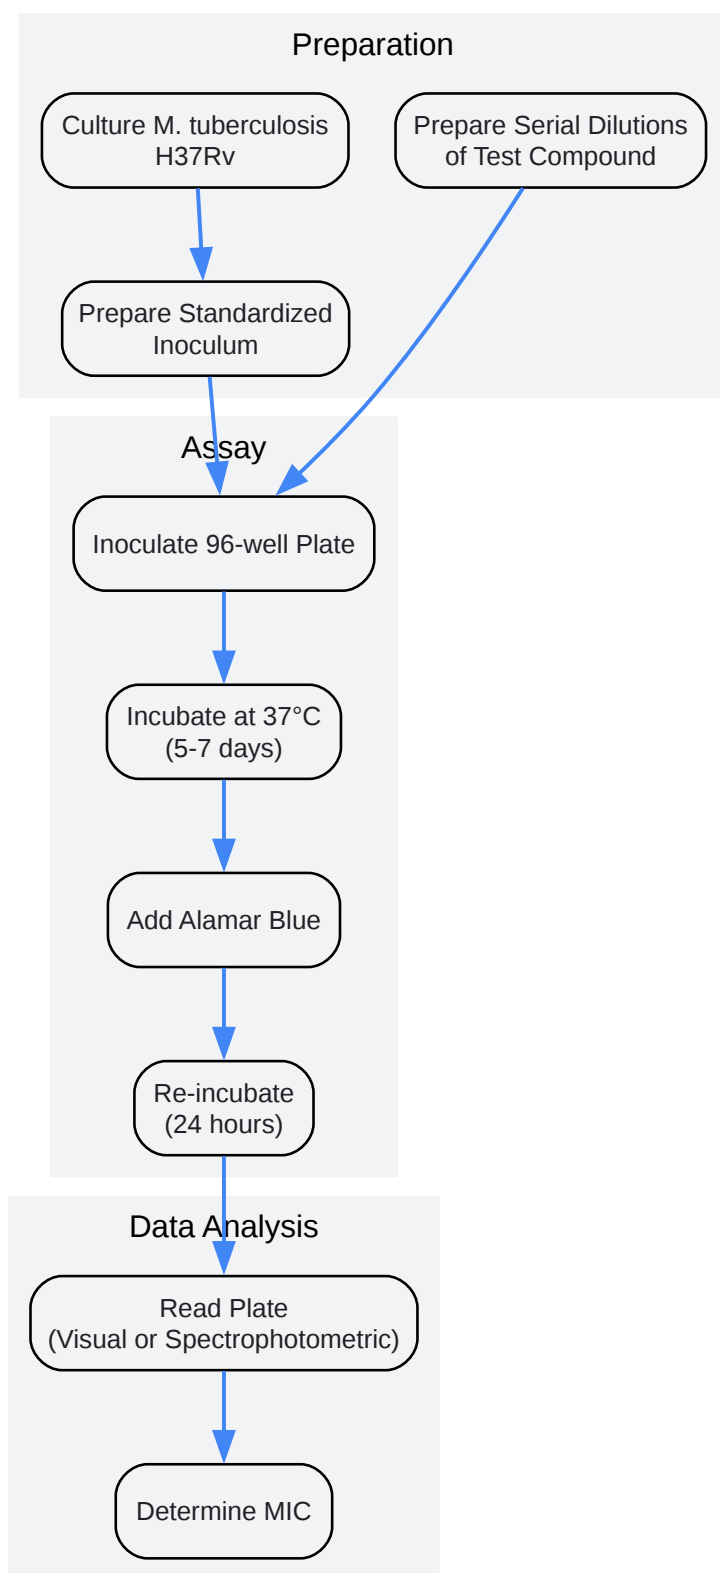 Preparation
Culture M. tuberculosis
H37Rv
Prepare Serial Dilutions
of Test Compound
Prepare Standardized
Inoculum
Assay
Inoculate 96-well Plate
Incubate at 37°C
(5-7 days)
Add Alamar Blue
Re-incubate
(24 hours)
Data Analysis
Read Plate
(Visual or Spectrophotometric)
Determine MIC